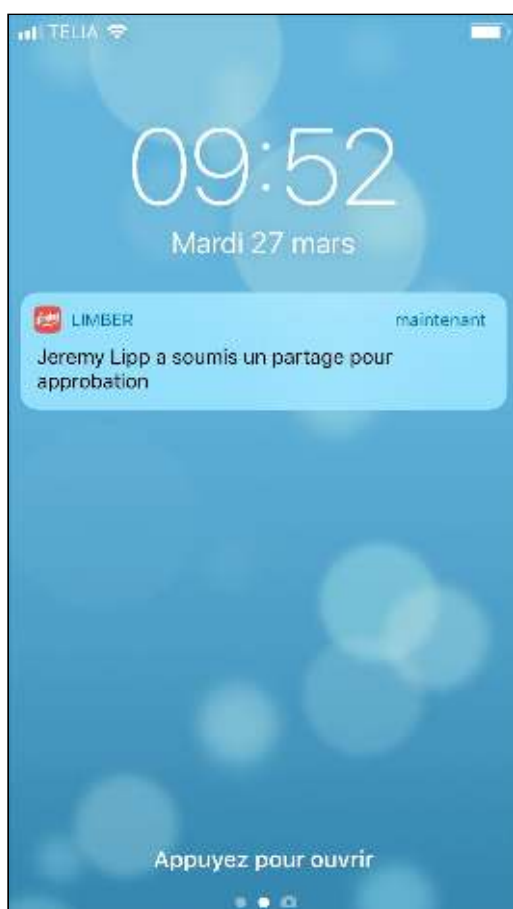 TELIA
09:52
Mardi 27 mars
LIMBER maintenant
Jeremy Lipp a soumis un partage pour
approbation
Appuyez pour ouvrir